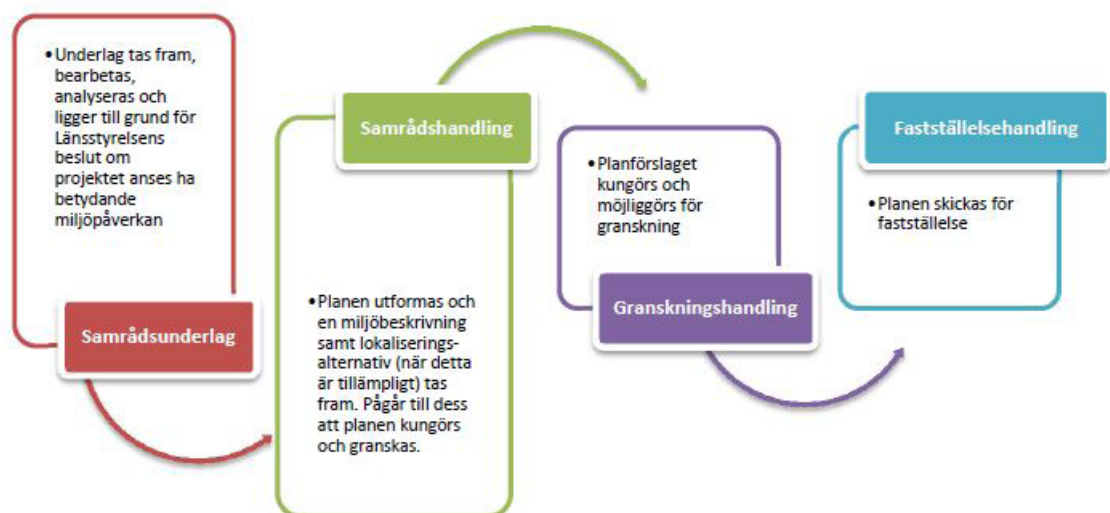 •Underlag tas fram,
bearbetas,
analyseras och
ligger till grund för
Länsstyrelsens
beslut om
projektet anses ha
betydande
miljöpåverkan
Samrådsunderlag
Samrådshandling
•Planen utformas och
en miljöbeskrivning
samt lokaliserings-
alternativ (när detta
är tillämpligt) tas
fram. Pågår till dess
att planen kungörs
och granskas.
•Planförslaget
kungörs och
möjliggörs för
granskning
Granskningshandling
Fastställelsehandling
•Planen skickas för
fastställelse